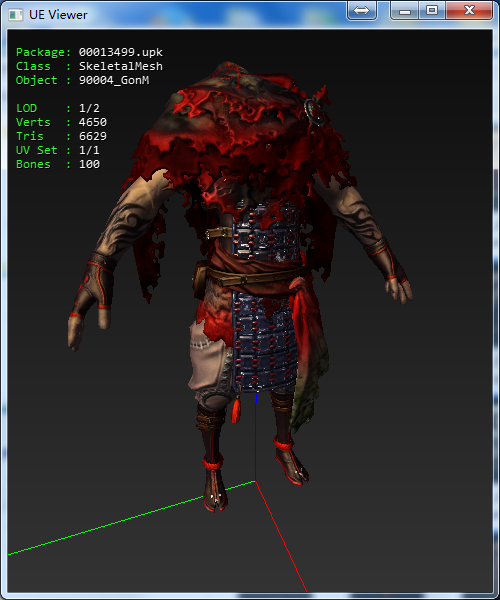 UE Viewer
Package: 00013499.upk
Class : SkeletalMesh
Object : 90004_GonM
LOD : 1/2
Verts : 4650
Tris : 6629
UV Set : 1/1
Bones : 100